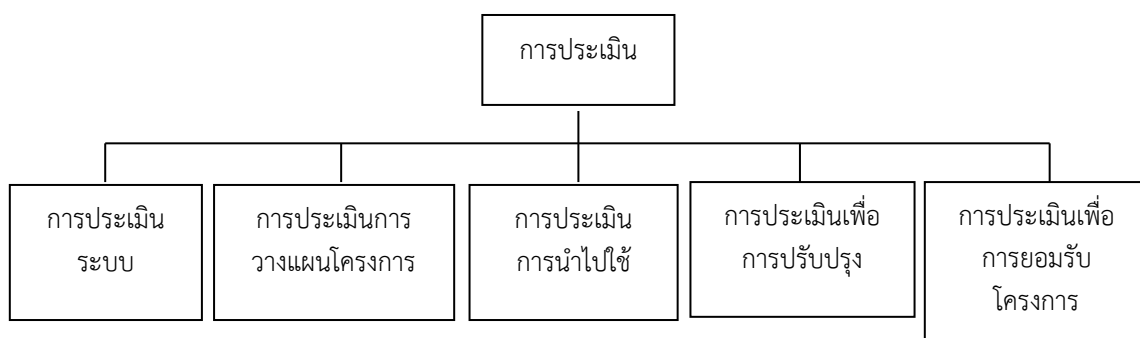 การประเมิน
การประเมิน
ระบบ
การประเมินการ
วางแผนโครงการ
การประเมิน
การนำไปใช้
การประเมินเพื่อ
การปรับปรุง
การประเมินเพื่อ
การยอมรับ
โครงการ